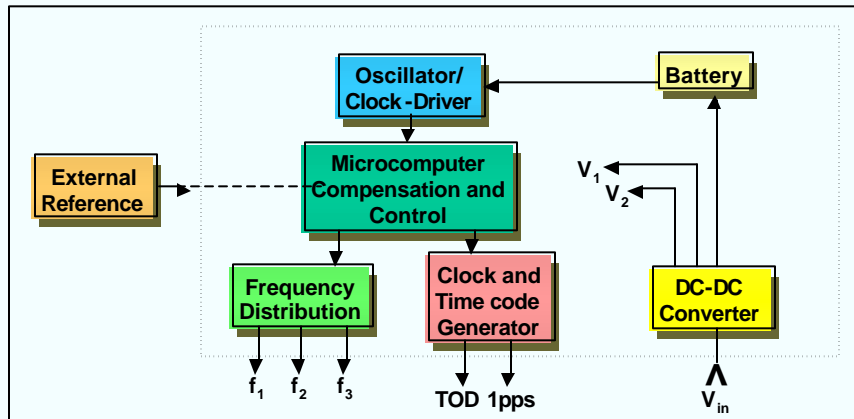 Oscillator/
Clock-Driver
Battery
Microcomputer
Compensation and
Control
External
Reference
V1
V2
Frequency
Distribution
Clock and
Time code
Generator
DC-DC
Converter
f1 f2 f3
TOD 1pps
Vin